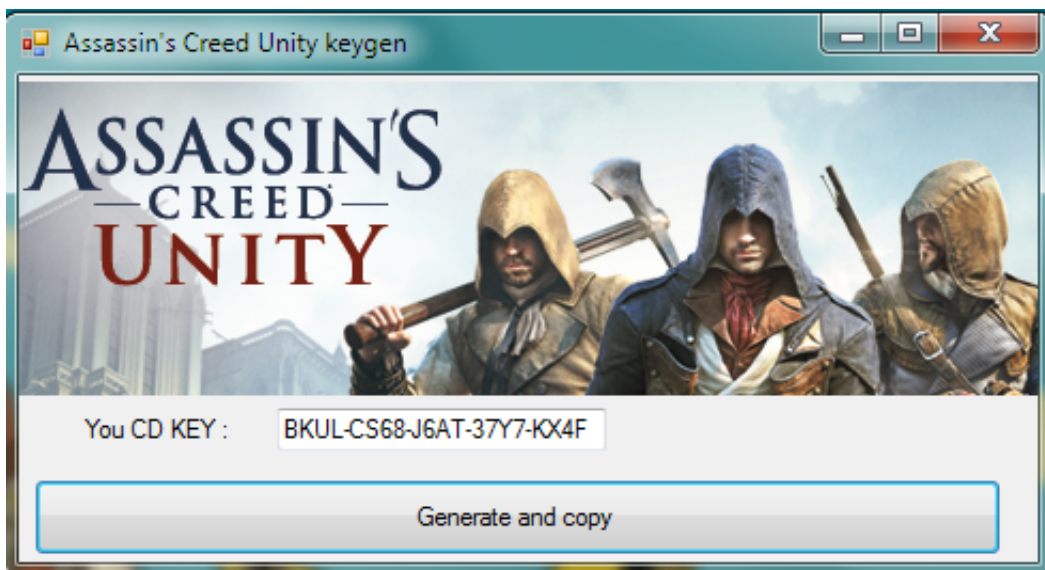 Assassin's Creed Unity keygen
ASSASSIN'S
CREED
UNITY
You CD KEY : BKUL-CS68-J6AT-37Y7-KX4F
Generate and copy